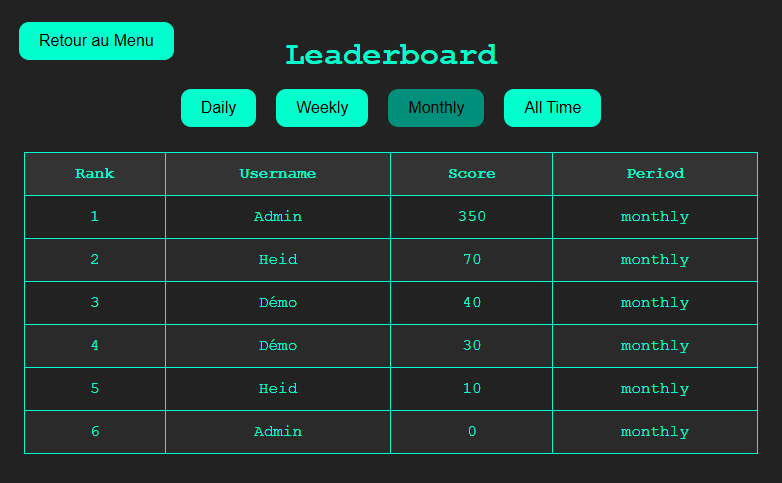 Retour au Menu
Leaderboard
Daily Weekly Monthly All Time
Rank Username Score Period
1 Admin 350 monthly
2 Heid 70 monthly
3 Démo 40 monthly
4 Démo 30 monthly
5 Heid 10 monthly
6 Admin 0 monthly